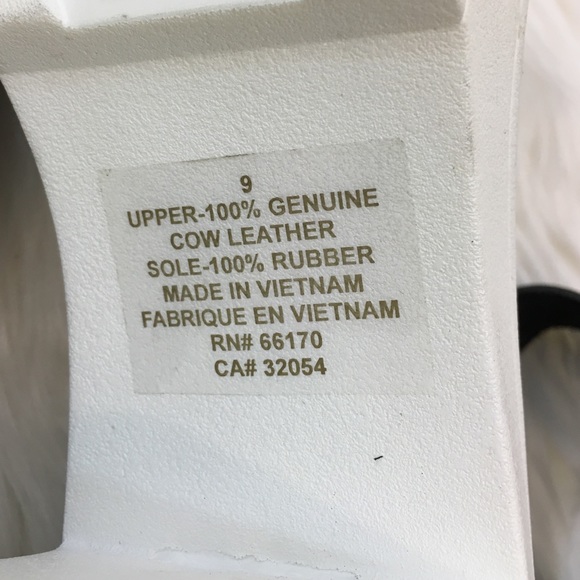 9
UPPER-100% GENUINE
COW LEATHER
SOLE-100% RUBBER
MADE IN VIETNAM
FABRIQUE EN VIETNAM
RN# 66170
CA# 32054